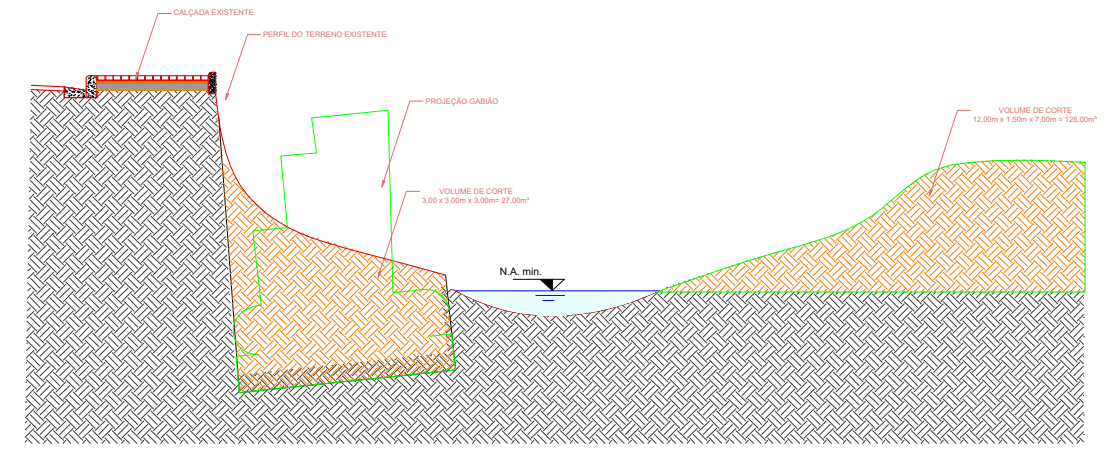 CALÇADA EXISTENTE
PERFIL DO TERRENO EXISTENTE
PROJEÇÃO GABIÃO
VOLUME DE CORTE
12,00m x 1,50m x 7,00m = 126,00m³
VOLUME DE CORTE
3,00 x 3,00m x 3,00m= 27,00m³
N.A. min.